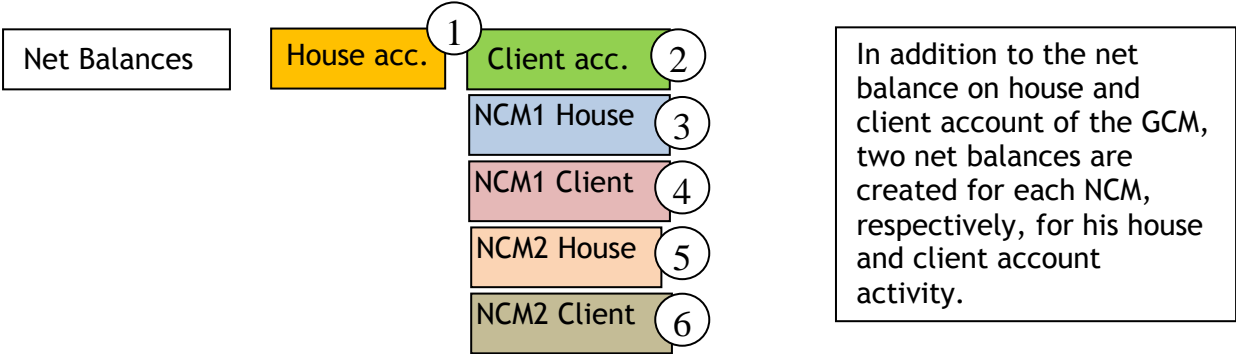 Net Balances
House acc.
1
Client acc.
2
NCM1 House
3
NCM1 Client
4
NCM2 House
5
NCM2 Client
6
In addition to the net
balance on house and
client account of the GCM,
two net balances are
created for each NCM,
respectively, for his house
and client account
activity.